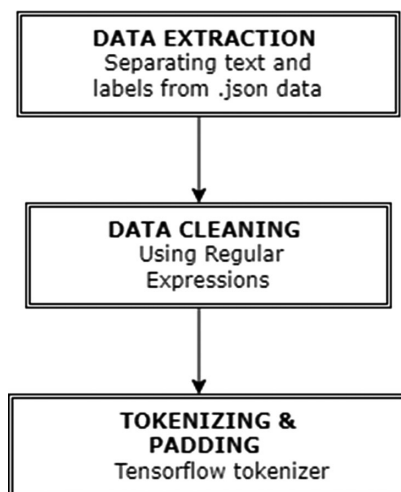 DATA EXTRACTION
Separating text and
labels from .json data
DATA CLEANING
Using Regular
Expressions
TOKENIZING &
PADDING
Tensorflow tokenizer